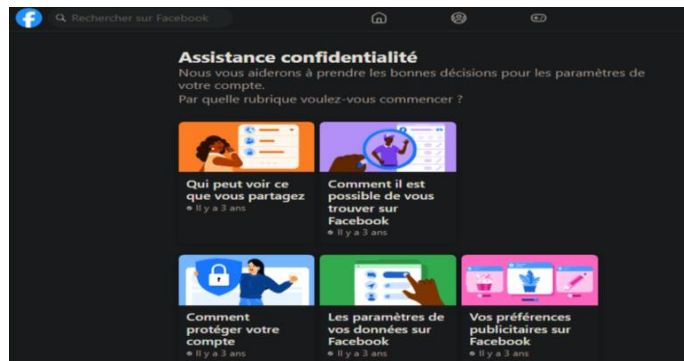 Rechercher sur Facebook
Assistance confidentialité
Nous vous aiderons à prendre les bonnes décisions pour les paramètres de
votre compte.
Par quelle rubrique voulez-vous commencer ?
Qui peut voir ce
que vous partagez
Il y a 3 ans
Comment il est
possible de vous
trouver sur
Facebook
Il y a 3 ans
Comment
protéger votre
compte
Il y a 3 ans
Les paramètres de
vos données sur
Facebook
Il y a 3 ans
Vos préférences
publicitaires sur
Facebook
Il y a 3 ans